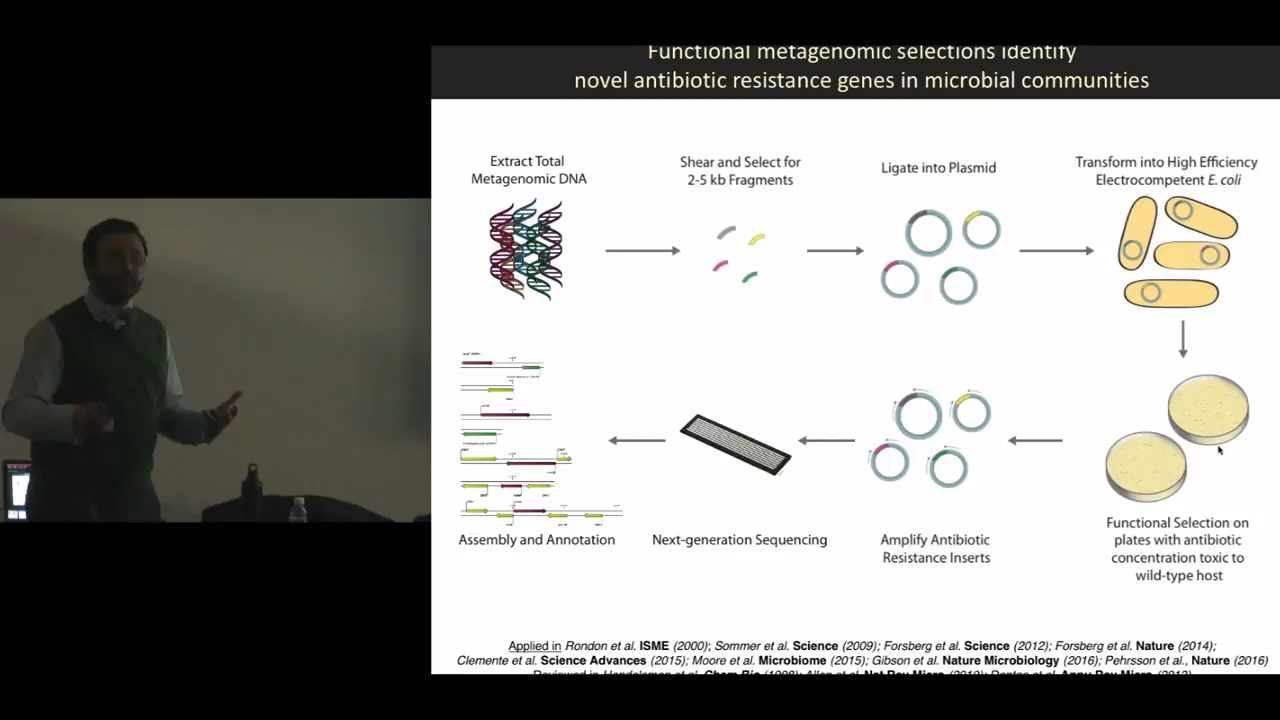 Functional metagenomic selections identify
novel antibiotic resistance genes in microbial communities
Extract Total
Metagenomic DNA
Shear and Select for
2-5 kb Fragments
Ligate into Plasmid
Transform into High Efficiency
Electrocompetent E. coli
Assembly and Annotation
Next-generation Sequencing
Amplify Antibiotic
Resistance Inserts
Functional Selection on
plates with antibiotic
concentration toxic to
wild-type host
Applied in Rondon et al. ISME (2000); Sommer et al. Science (2009); Forsberg et al. Science (2012); Forsberg et al. Nature (2014);
Clemente et al. Science Advances (2015); Moore et al. Microbiome (2015); Gibson et al. Nature Microbiology (2016); Pehrsson et al., Nature (2016)